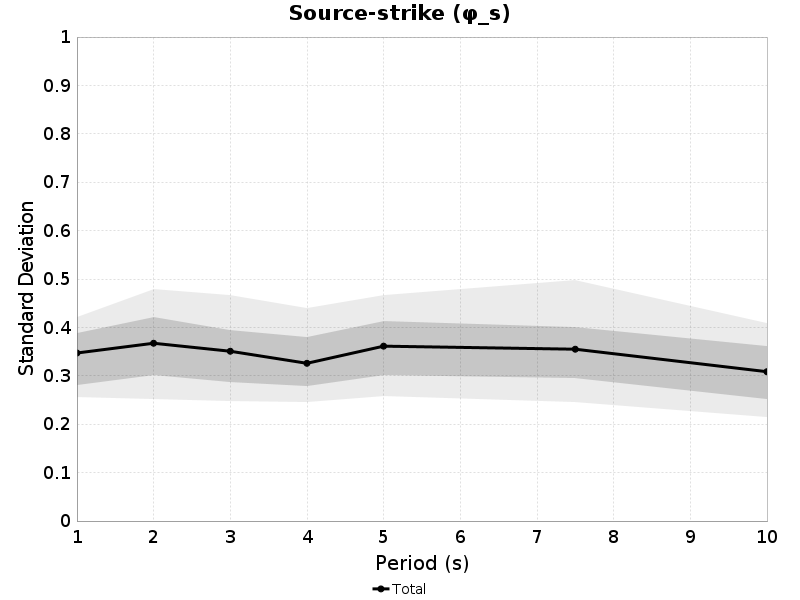 Source-strike (φ_s)
Standard Deviation
1
0.9
0.8
0.7
0.6
0.5
0.4
0.3
0.2
0.1
0
1 2 3 4 5 6 7 8 9 10
Period (s)
Total